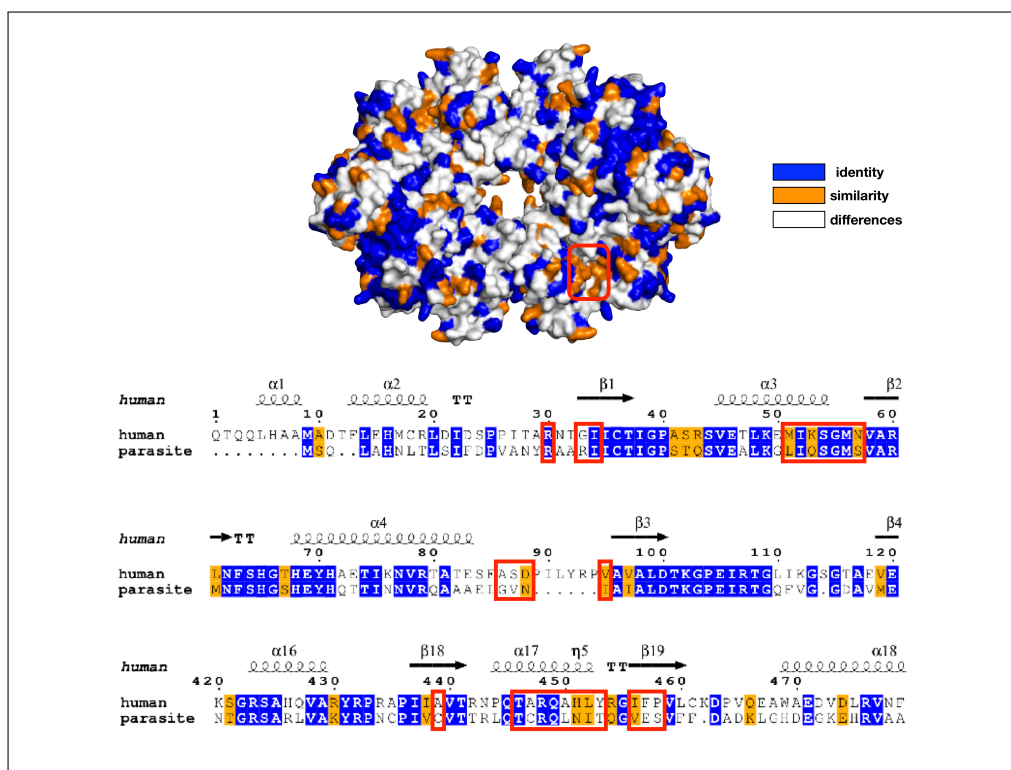 identity
similarity
differences
human α1 α2 TT β1 α3 β2
1 10 20 30 40 50 60
human QTQQLHAAMADTFLEHMCRLDIDSPPITARNTGIICTIGPASRSVETLKEMIKSGMNVAR
parasite ........MSQ..LAHNLTLSIFDPVANYRAARIICTIGPSTQSVEALKGLIQSGMSVAR
human TT α4 β3 β4
70 80 90 100 110 120
human LNFSHGTHEYHAETIKNVRTATESFASDPILYRPVAVALDTKGPEIRTGLIKGSGTAEVE
parasite MNFSHGSHEYHQTTINNVRQAAAELGVN......IAIALDTKGPEIRTGQFVG.GDAVME
human α16 β18 α17 η5 TT β19 α18
420 430 440 450 460 470
human KSGRSAHQVARYRPRAPIIAVTRNPQTARQAHLYRGIFPVLCKDPVQEAWAEDVDLRVNF
parasite NTGRSARLVAKYRPNCPIVCVTTRLQTCRQLNITQGVESVFF.DADKLGHDEGKEHRVAA